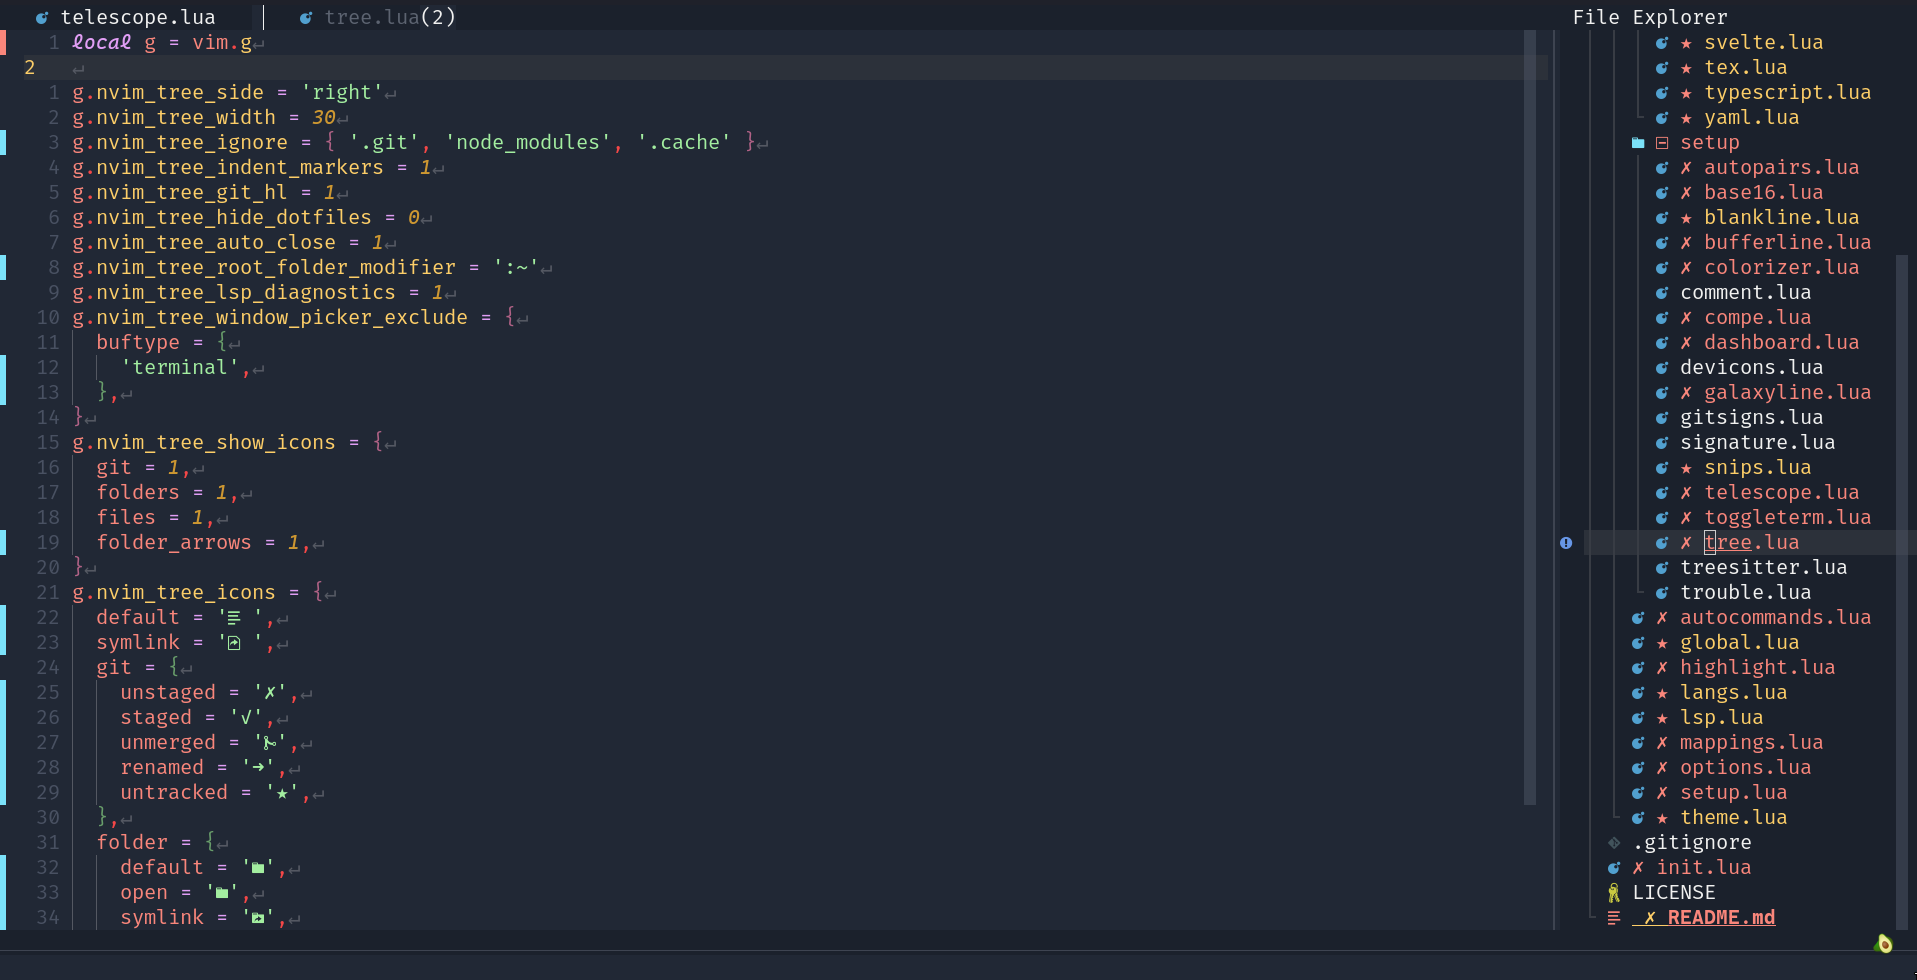 telescope.lua
tree.lua(2)
1 local g = vim.g↵
2 ↵
1 g.nvim_tree_side = 'right'↵
2 g.nvim_tree_width = 30↵
3 g.nvim_tree_ignore = { '.git', 'node_modules', '.cache' }↵
4 g.nvim_tree_indent_markers = 1↵
5 g.nvim_tree_git_hl = 1↵
6 g.nvim_tree_hide_dotfiles = 0↵
7 g.nvim_tree_auto_close = 1↵
8 g.nvim_tree_root_folder_modifier = ':~'↵
9 g.nvim_tree_lsp_diagnostics = 1↵
10 g.nvim_tree_window_picker_exclude = {↵
11 buftype = {↵
12 'terminal',↵
13 },↵
14 }↵
15 g.nvim_tree_show_icons = {↵
16 git = 1,↵
17 folders = 1,↵
18 files = 1,↵
19 folder_arrows = 1,↵
20 }↵
21 g.nvim_tree_icons = {↵
22 default = ' ',↵
23 symlink = ' ',↵
24 git = {↵
25 unstaged = '✗',↵
26 staged = '√',↵
27 unmerged = '',↵
28 renamed = '➜',↵
29 untracked = '★',↵
30 },↵
31 folder = {↵
32 default = '',↵
33 open = '',↵
34 symlink = '',↵
File Explorer
★ svelte.lua
★ tex.lua
★ typescript.lua
★ yaml.lua
setup
✗ autopairs.lua
✗ base16.lua
★ blankline.lua
✗ bufferline.lua
✗ colorizer.lua
comment.lua
✗ compe.lua
✗ dashboard.lua
devicons.lua
✗ galaxyline.lua
gitsigns.lua
signature.lua
★ snips.lua
✗ telescope.lua
✗ toggleterm.lua
✗ tree.lua
treesitter.lua
trouble.lua
✗ autocommands.lua
★ global.lua
✗ highlight.lua
★ langs.lua
★ lsp.lua
✗ mappings.lua
✗ options.lua
✗ setup.lua
★ theme.lua
.gitignore
✗ init.lua
LICENSE
✗ README.md